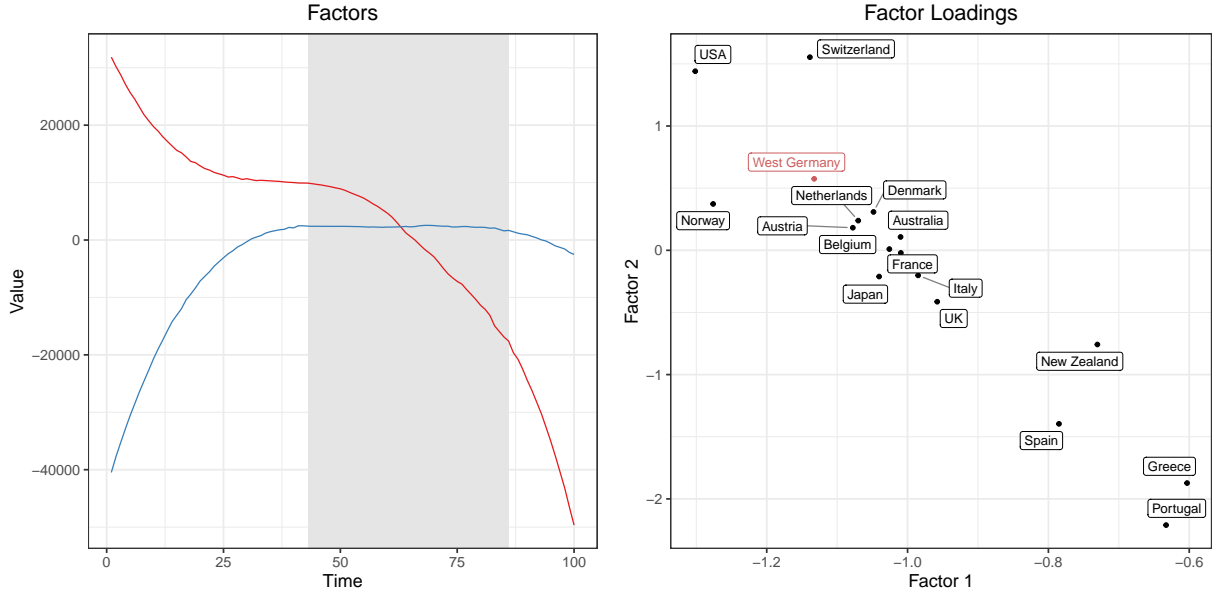 Factors
Value
20000
0
−20000
−40000
0
25
50
75
100
Time
Factor Loadings
Factor 2
1
0
−1
−2
USA
Switzerland
West Germany
Netherlands
Denmark
Norway
Austria
Australia
Belgium
France
Japan
Italy
UK
New Zealand
Spain
Greece
Portugal
−1.2
−1.0
−0.8
−0.6
Factor 1